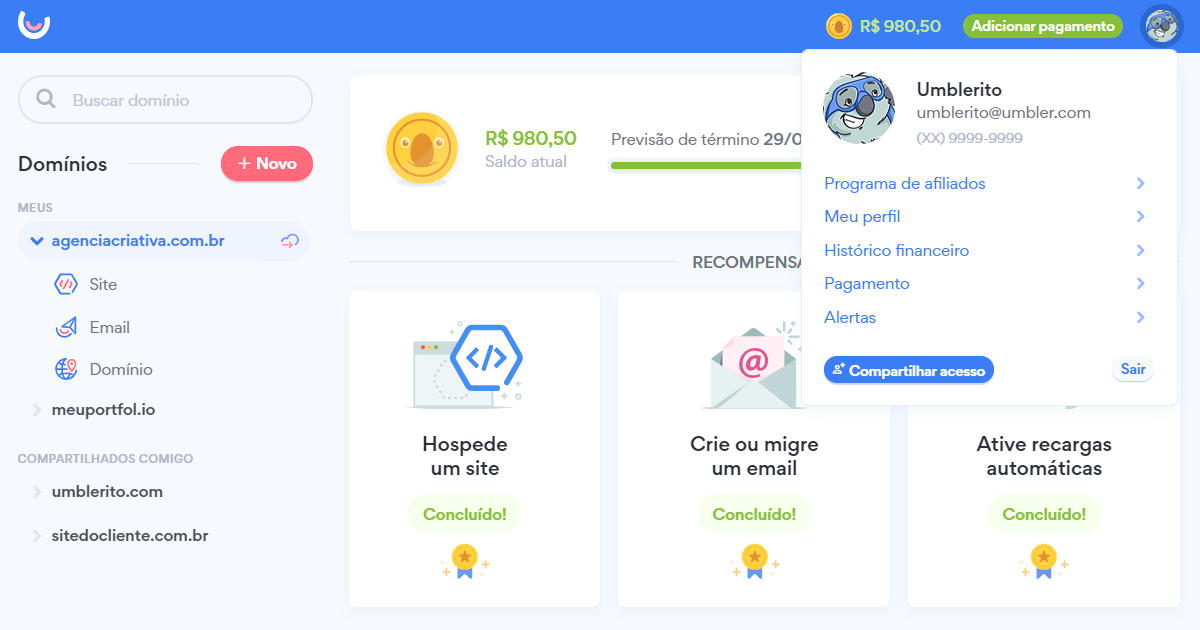 R$ 980,50
Adicionar pagamento
Buscar domínio
Domínios
+ Novo
MEUS
agenciacriativa.com.br
Site
Email
Domínio
meuportfol.io
COMPARTILHADOS COMIGO
umblerito.com
sitedocliente.com.br
R$ 980,50
Saldo atual
Previsão de término 29/0
RECOMPENSA
Hospede
um site
Concluído!
@
Crie ou migre
um email
Concluído!
Ative recargas
automáticas
Concluído!
Umblerito
umblerito@umbler.com
(XX) 9999-9999
Programa de afiliados
Meu perfil
Histórico financeiro
Pagamento
Alertas
Compartilhar acesso
Sair